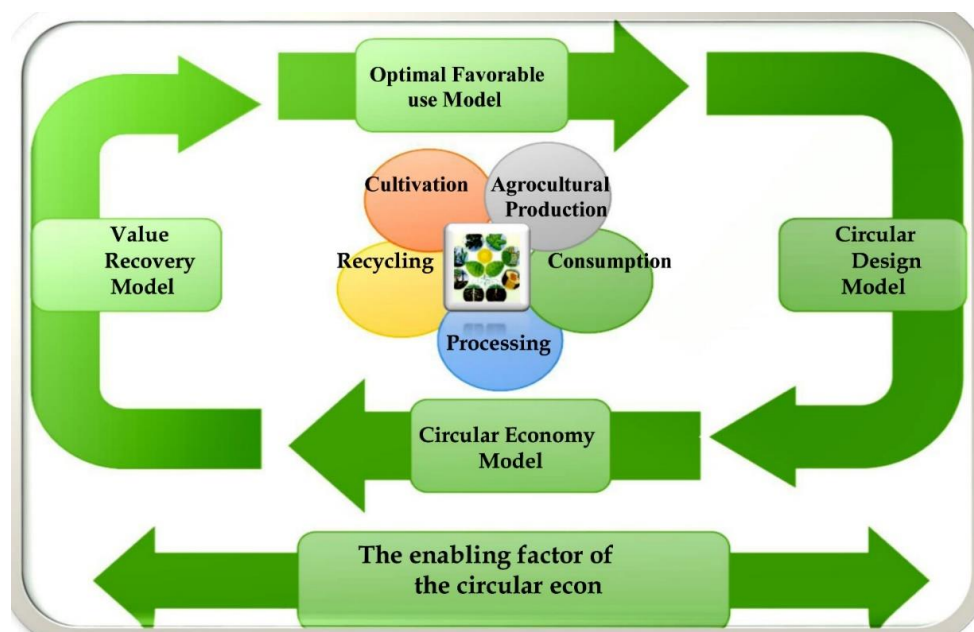 Optimal Favorable
use Model
Cultivation
Agrocultural
Production
Value
Recovery
Model
Recycling
Consumption
Circular
Design
Model
Processing
Circular Economy
Model
The enabling factor of
the circular econ